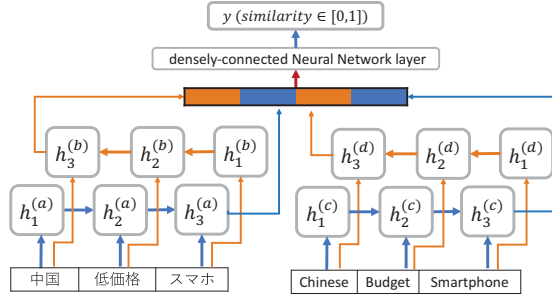 y (similarity ∈ [0,1])
densely-connected Neural Network layer
h₃⁽ᵇ⁾ h₂⁽ᵇ⁾ h₁⁽ᵇ⁾ h₃⁽ᵈ⁾ h₂⁽ᵈ⁾ h₁⁽ᵈ⁾
h₁⁽ᵃ⁾ h₂⁽ᵃ⁾ h₃⁽ᵃ⁾ h₁⁽ᶜ⁾ h₂⁽ᶜ⁾ h₃⁽ᶜ⁾
中国 低価格 スマホ Chinese Budget Smartphone